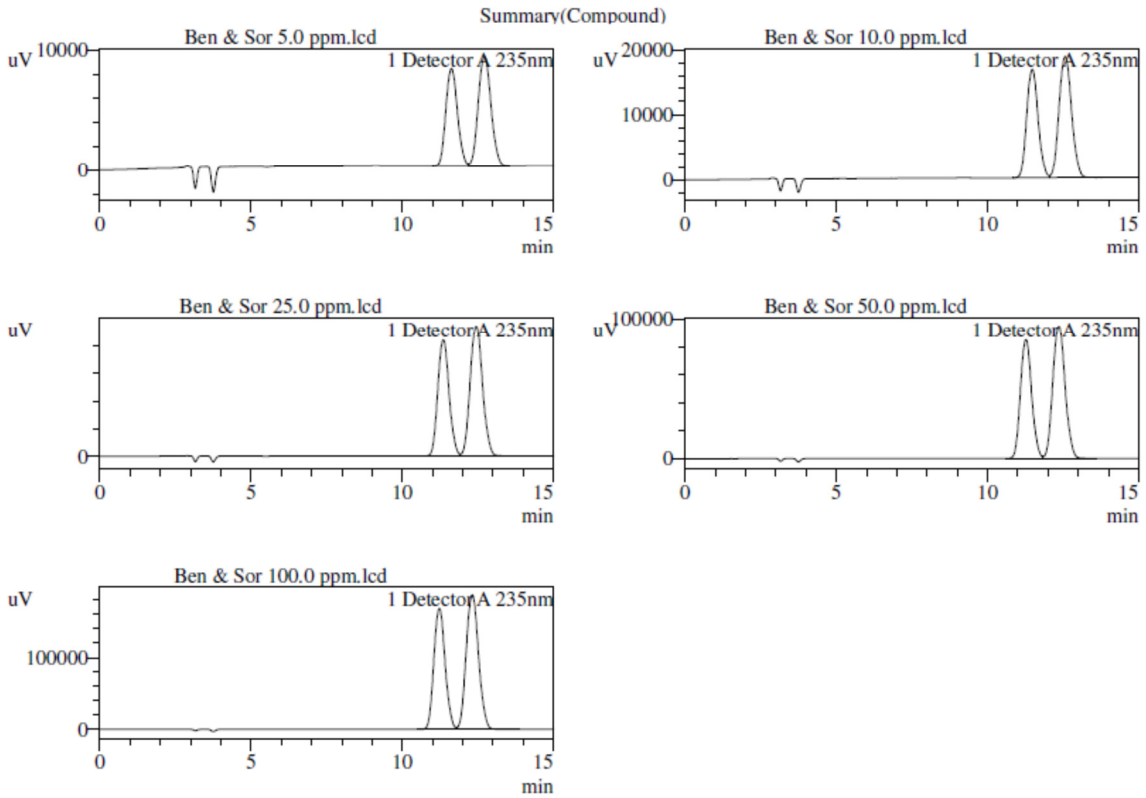 Summary(Compound)
Ben & Sor 5.0 ppm.lcd
uV
10000
1 Detector A 235nm
0
0 5 10 15
min
Ben & Sor 10.0 ppm.lcd
uV
20000
1 Detector A 235nm
10000
0
0 5 10 15
min
Ben & Sor 25.0 ppm.lcd
uV
1 Detector A 235nm
0
0 5 10 15
min
Ben & Sor 50.0 ppm.lcd
uV
100000
1 Detector A 235nm
0
0 5 10 15
min
Ben & Sor 100.0 ppm.lcd
uV
1 Detector A 235nm
100000
0
0 5 10 15
min